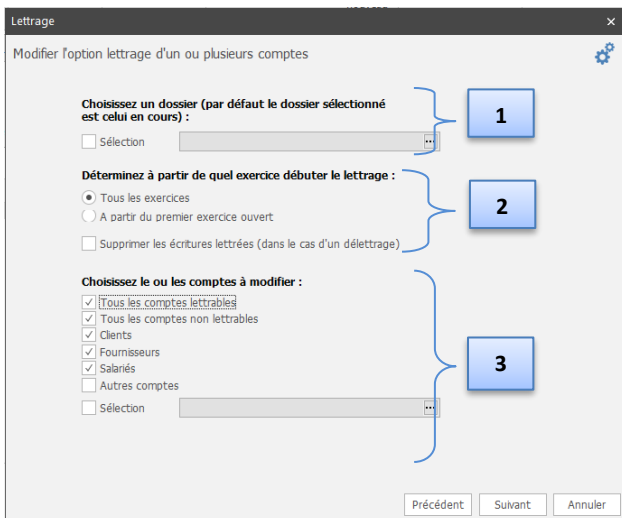 Lettrage
Modifier l'option lettrage d'un ou plusieurs comptes
Choisissez un dossier (par défaut le dossier sélectionné
est celui en cours) :
Sélection
...
1
Déterminez à partir de quel exercice débuter le lettrage :
Tous les exercices
A partir du premier exercice ouvert
Supprimer les écritures lettrées (dans le cas d'un délettrage)
2
Choisissez le ou les comptes à modifier :
Tous les comptes lettrables
Tous les comptes non lettrables
Clients
Fournisseurs
Salariés
Autres comptes
Sélection
...
3
Précédent
Suivant
Annuler